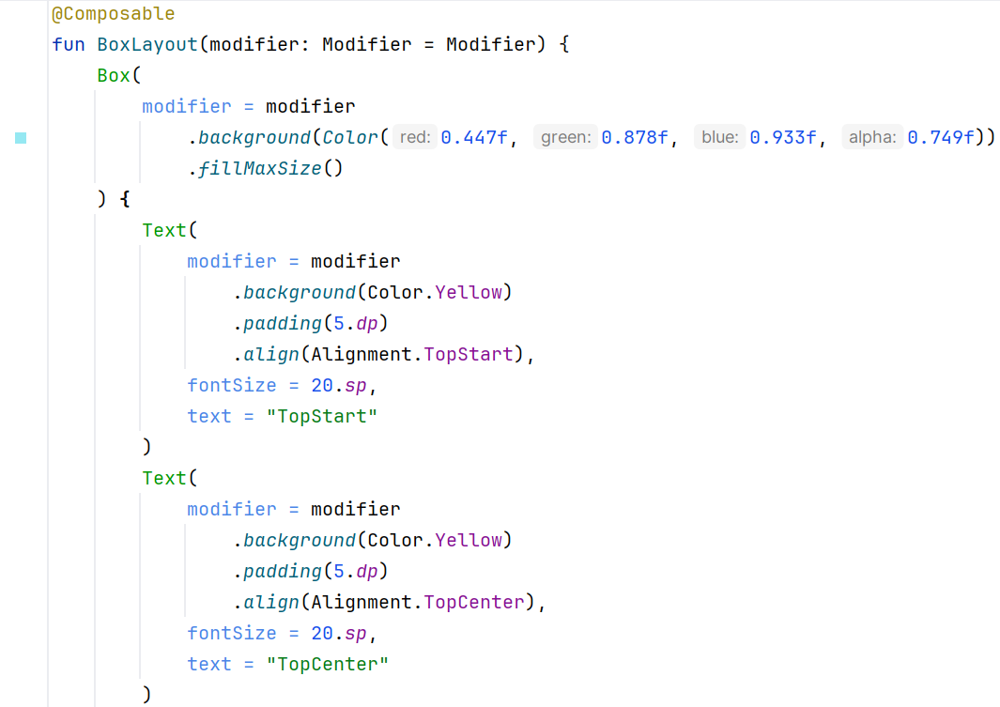 @Composable
fun BoxLayout(modifier: Modifier = Modifier) {
    Box(
        modifier = modifier
            .background(Color( red: 0.447f, green: 0.878f, blue: 0.933f, alpha: 0.749f))
            .fillMaxSize()
    ) {
        Text(
            modifier = modifier
                .background(Color.Yellow)
                .padding(5.dp)
                .align(Alignment.TopStart),
            fontSize = 20.sp,
            text = "TopStart"
        )
        Text(
            modifier = modifier
                .background(Color.Yellow)
                .padding(5.dp)
                .align(Alignment.TopCenter),
            fontSize = 20.sp,
            text = "TopCenter"
        )